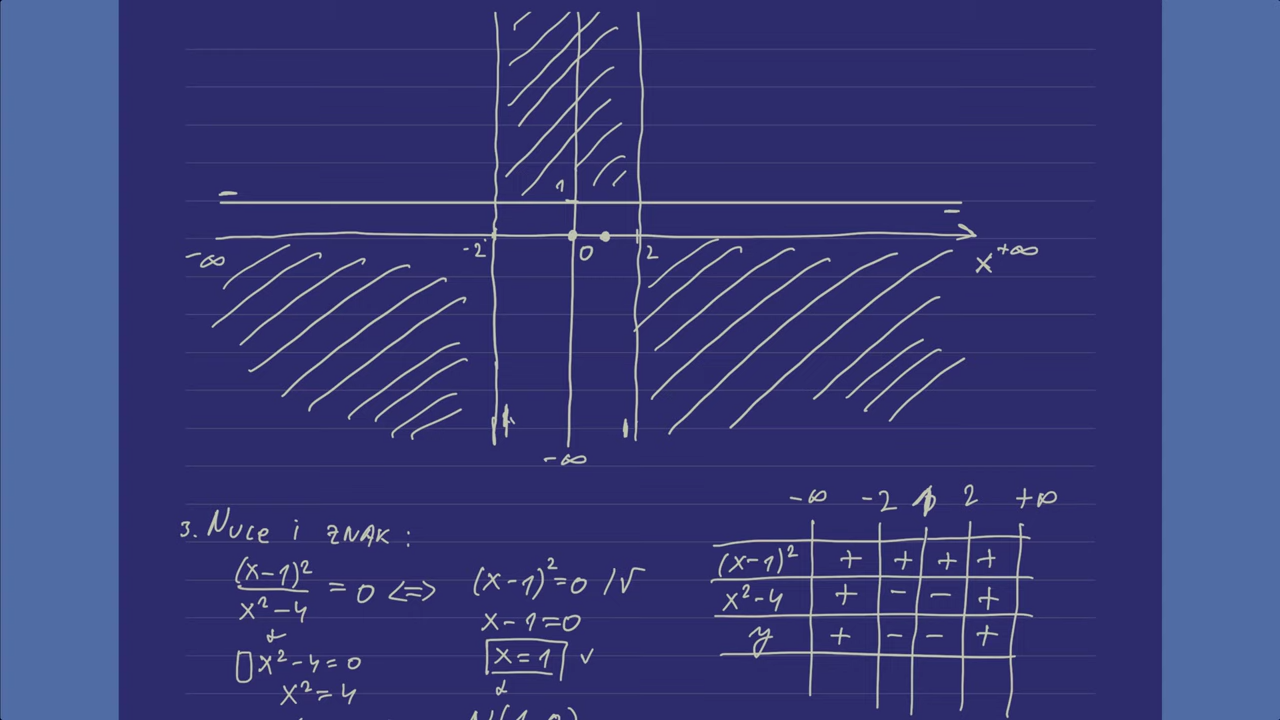 1
-∞ -2 0 2 x +∞
-∞
3. NULE i ZNAK:
(x-1)²/(x²-4) = 0 <=> (x-1)²=0 /√
x-1=0
x=1 ✓
x²-4=0
x²=4
-∞ -2 1 2 +∞
(x-1)² + + + +
x²-4 + - - +
y + - - +